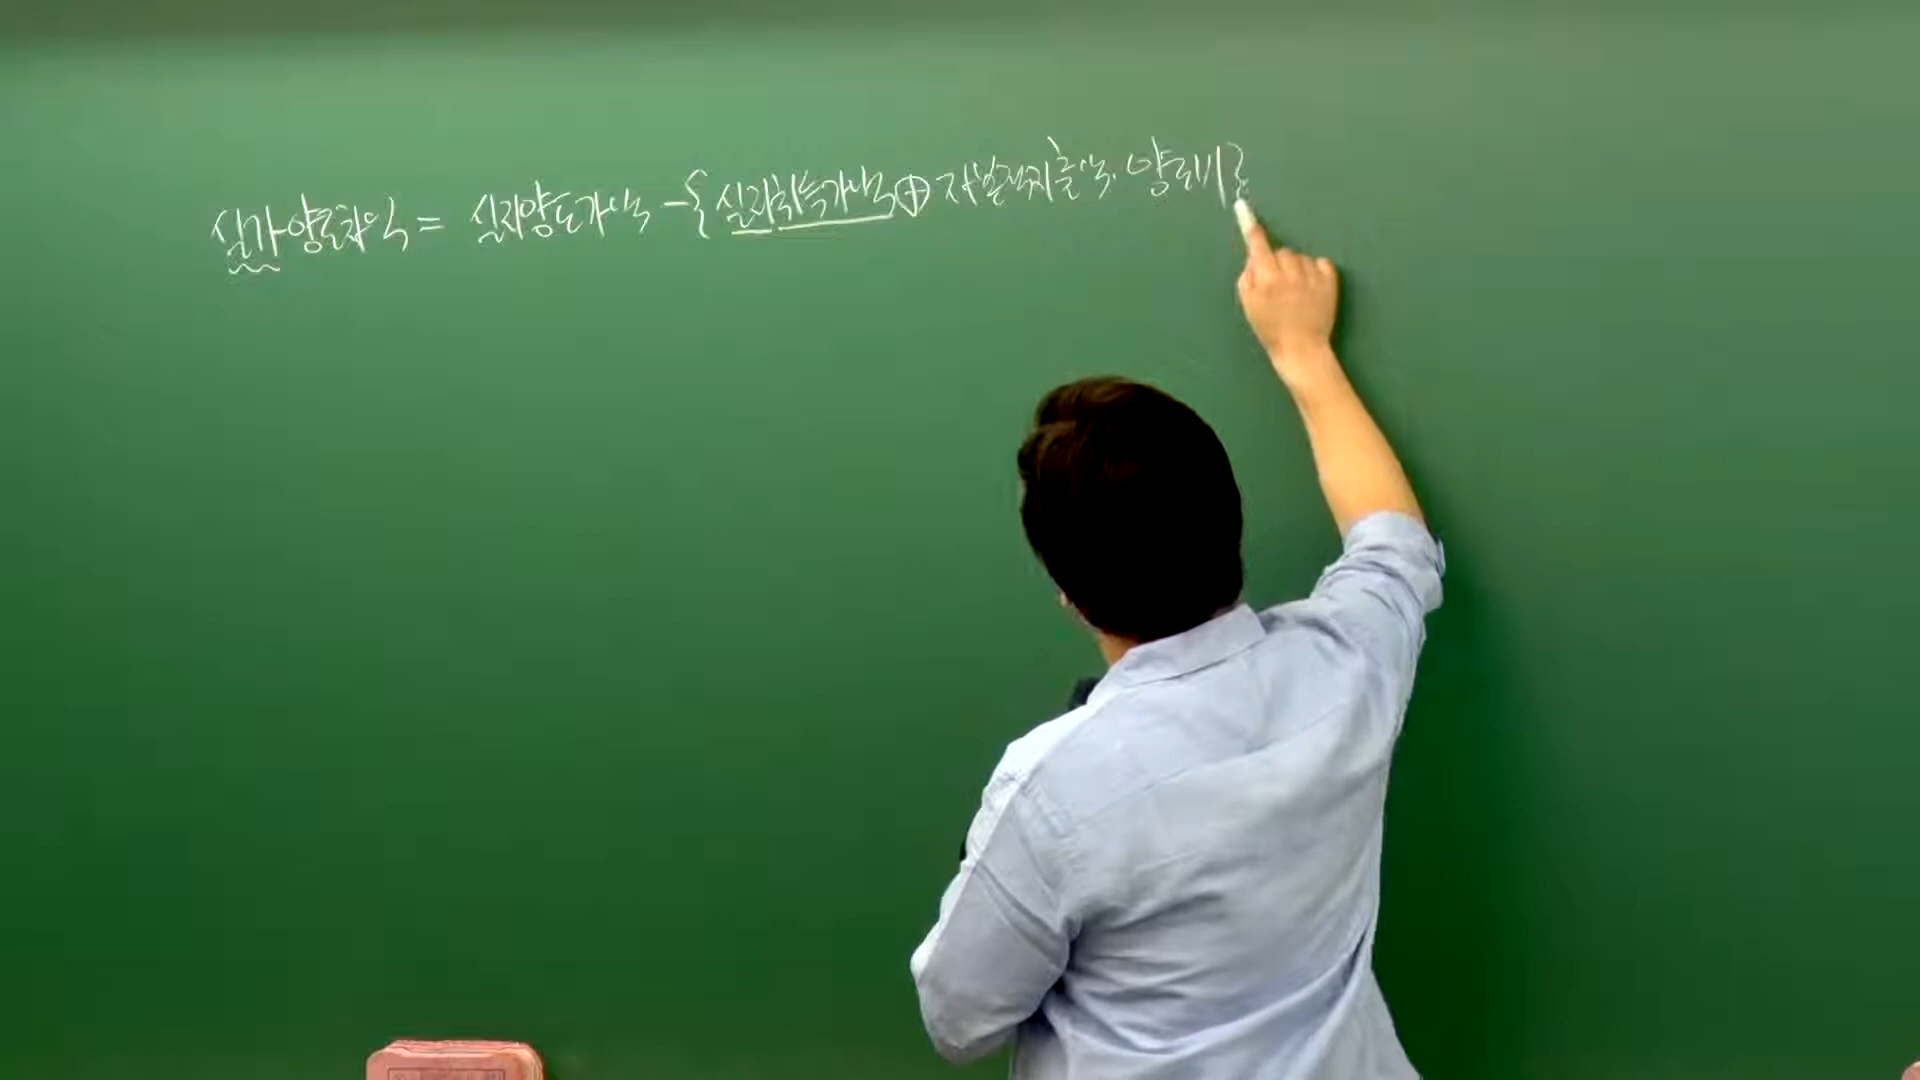 실가양도차익 = 실지양도가액 - { 실지취득가액 ⊕ 자본적지출액. 양도비 }